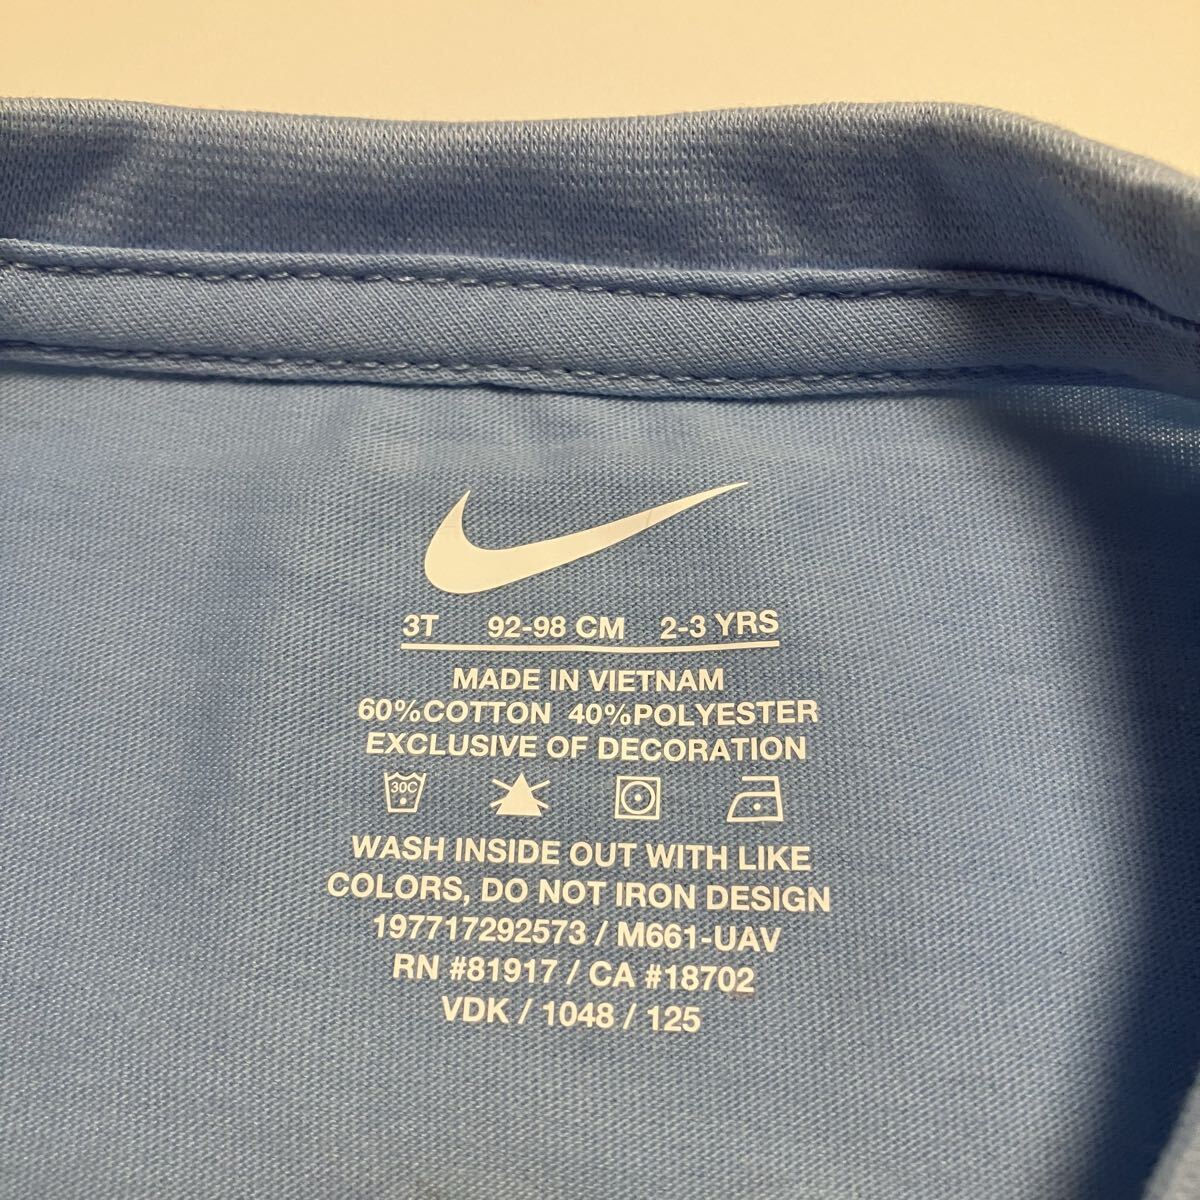 3T 92-98 CM 2-3 YRS
MADE IN VIETNAM
60%COTTON 40%POLYESTER
EXCLUSIVE OF DECORATION
30C
WASH INSIDE OUT WITH LIKE
COLORS, DO NOT IRON DESIGN
197717292573 / M661-UAV
RN #81917 / CA #18702
VDK / 1048 / 125